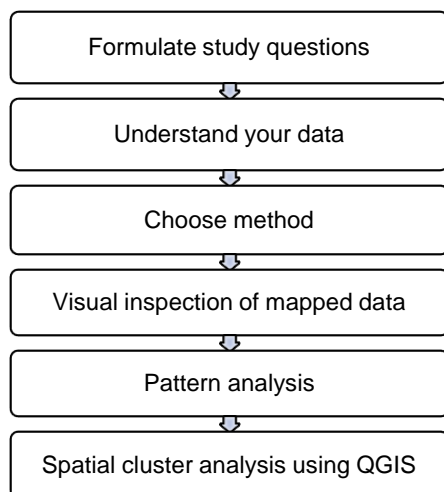 Formulate study questions
Understand your data
Choose method
Visual inspection of mapped data
Pattern analysis
Spatial cluster analysis using QGIS